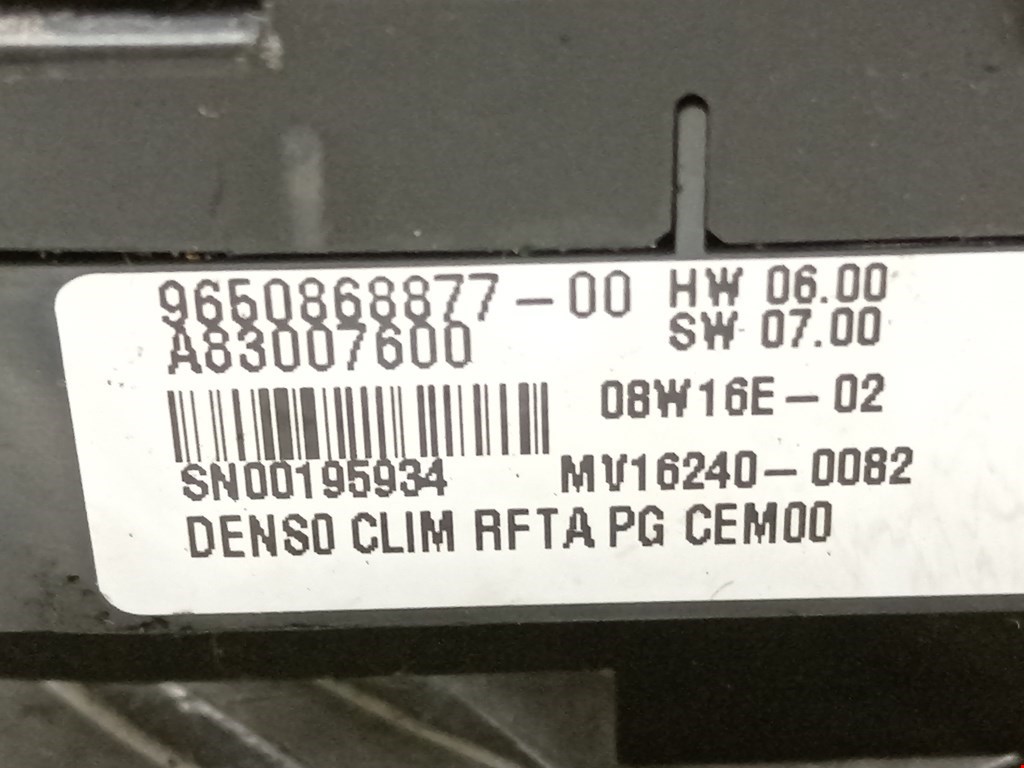 9650868877-00 HW 06.00
A83007600 SW 07.00
08W16E-02
SN00195934 MV16240-0082
DENSO CLIM RFTA PG CEM00